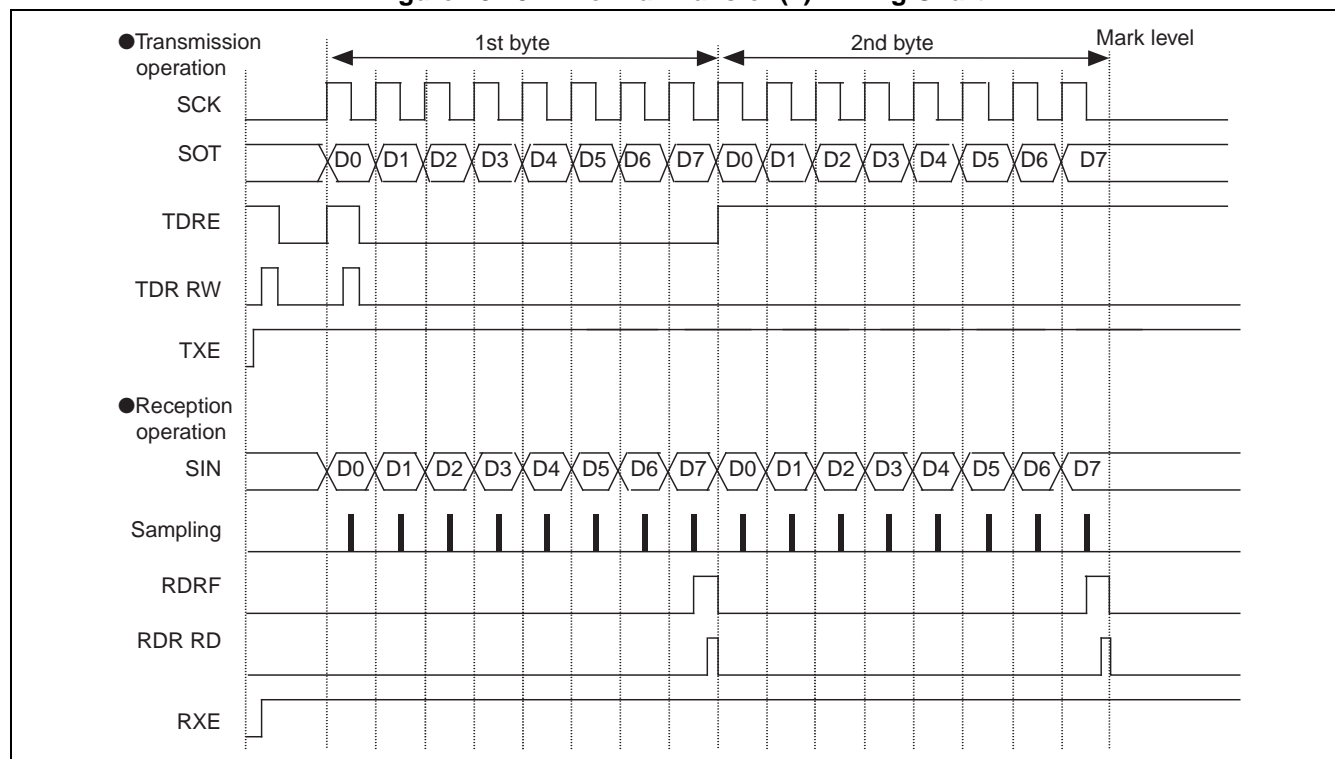 ●Transmission operation
1st byte
2nd byte
Mark level
SCK
SOT
D0 D1 D2 D3 D4 D5 D6 D7 D0 D1 D2 D3 D4 D5 D6 D7
TDRE
TDR RW
TXE
●Reception operation
SIN
D0 D1 D2 D3 D4 D5 D6 D7 D0 D1 D2 D3 D4 D5 D6 D7
Sampling
RDRF
RDR RD
RXE